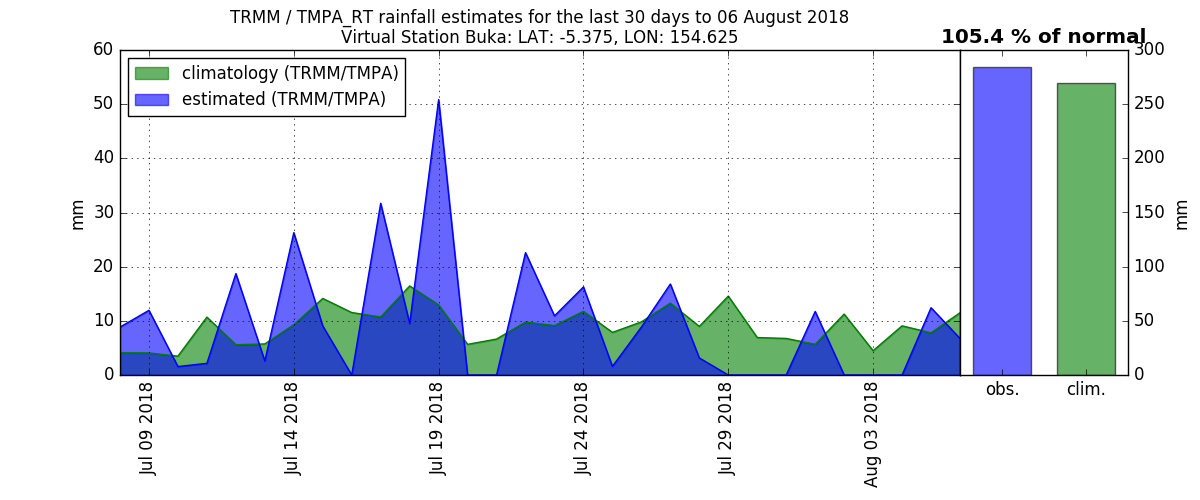 TRMM / TMPA_RT rainfall estimates for the last 30 days to 06 August 2018
Virtual Station Buka: LAT: -5.375, LON: 154.625
105.4 % of normal
climatology (TRMM/TMPA)
estimated (TRMM/TMPA)
60
50
40
30
20
10
0
mm
Jul 09 2018
Jul 14 2018
Jul 19 2018
Jul 24 2018
Jul 29 2018
Aug 03 2018
obs.
clim.
300
250
200
150
100
50
0
mm